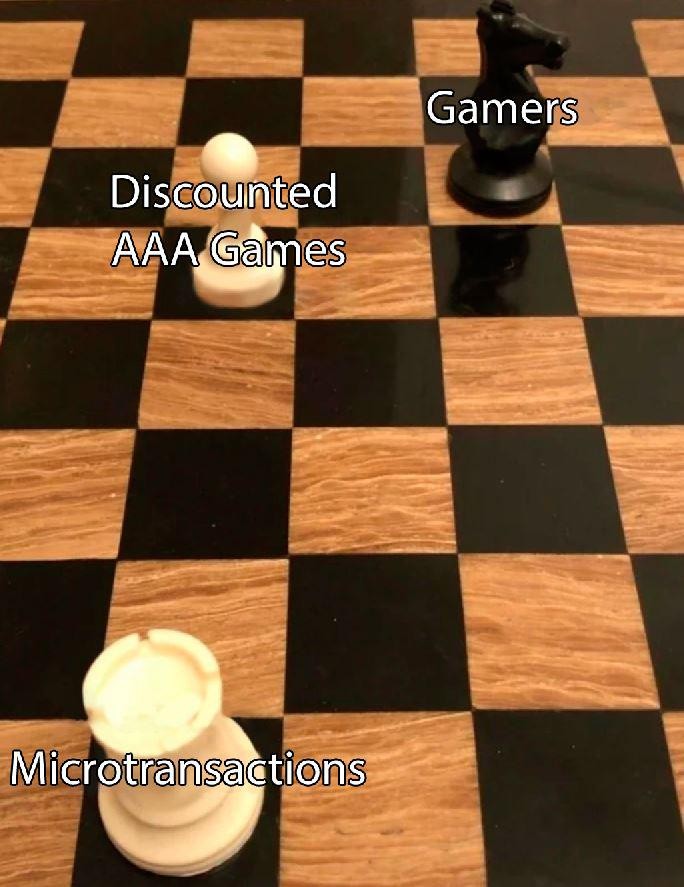 Gamers
Discounted
AAA Games
Microtransactions